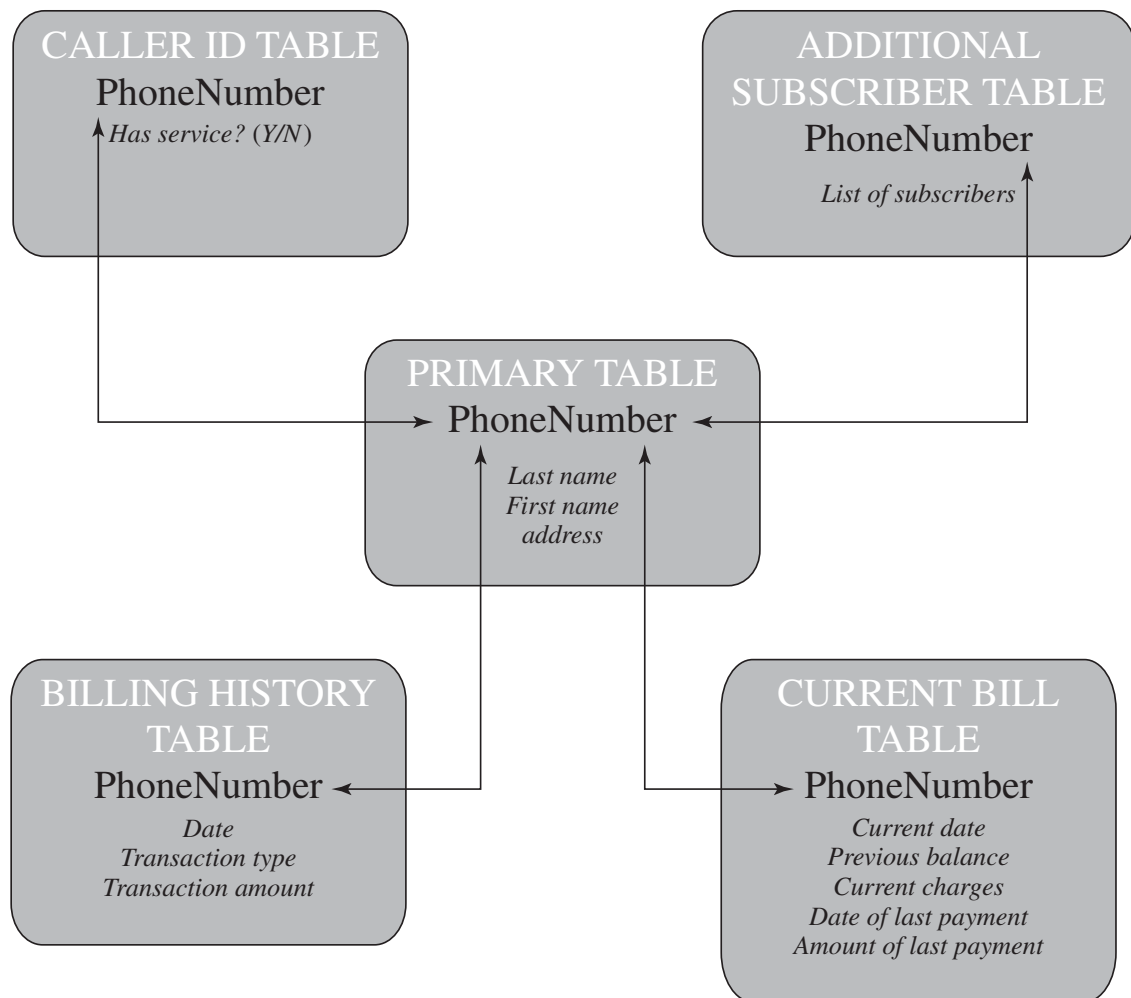 CALLER ID TABLE
PhoneNumber
Has service? (Y/N)
ADDITIONAL
SUBSCRIBER TABLE
PhoneNumber
List of subscribers
PRIMARY TABLE
PhoneNumber
Last name
First name
address
BILLING HISTORY
TABLE
PhoneNumber
Date
Transaction type
Transaction amount
CURRENT BILL
TABLE
PhoneNumber
Current date
Previous balance
Current charges
Date of last payment
Amount of last payment